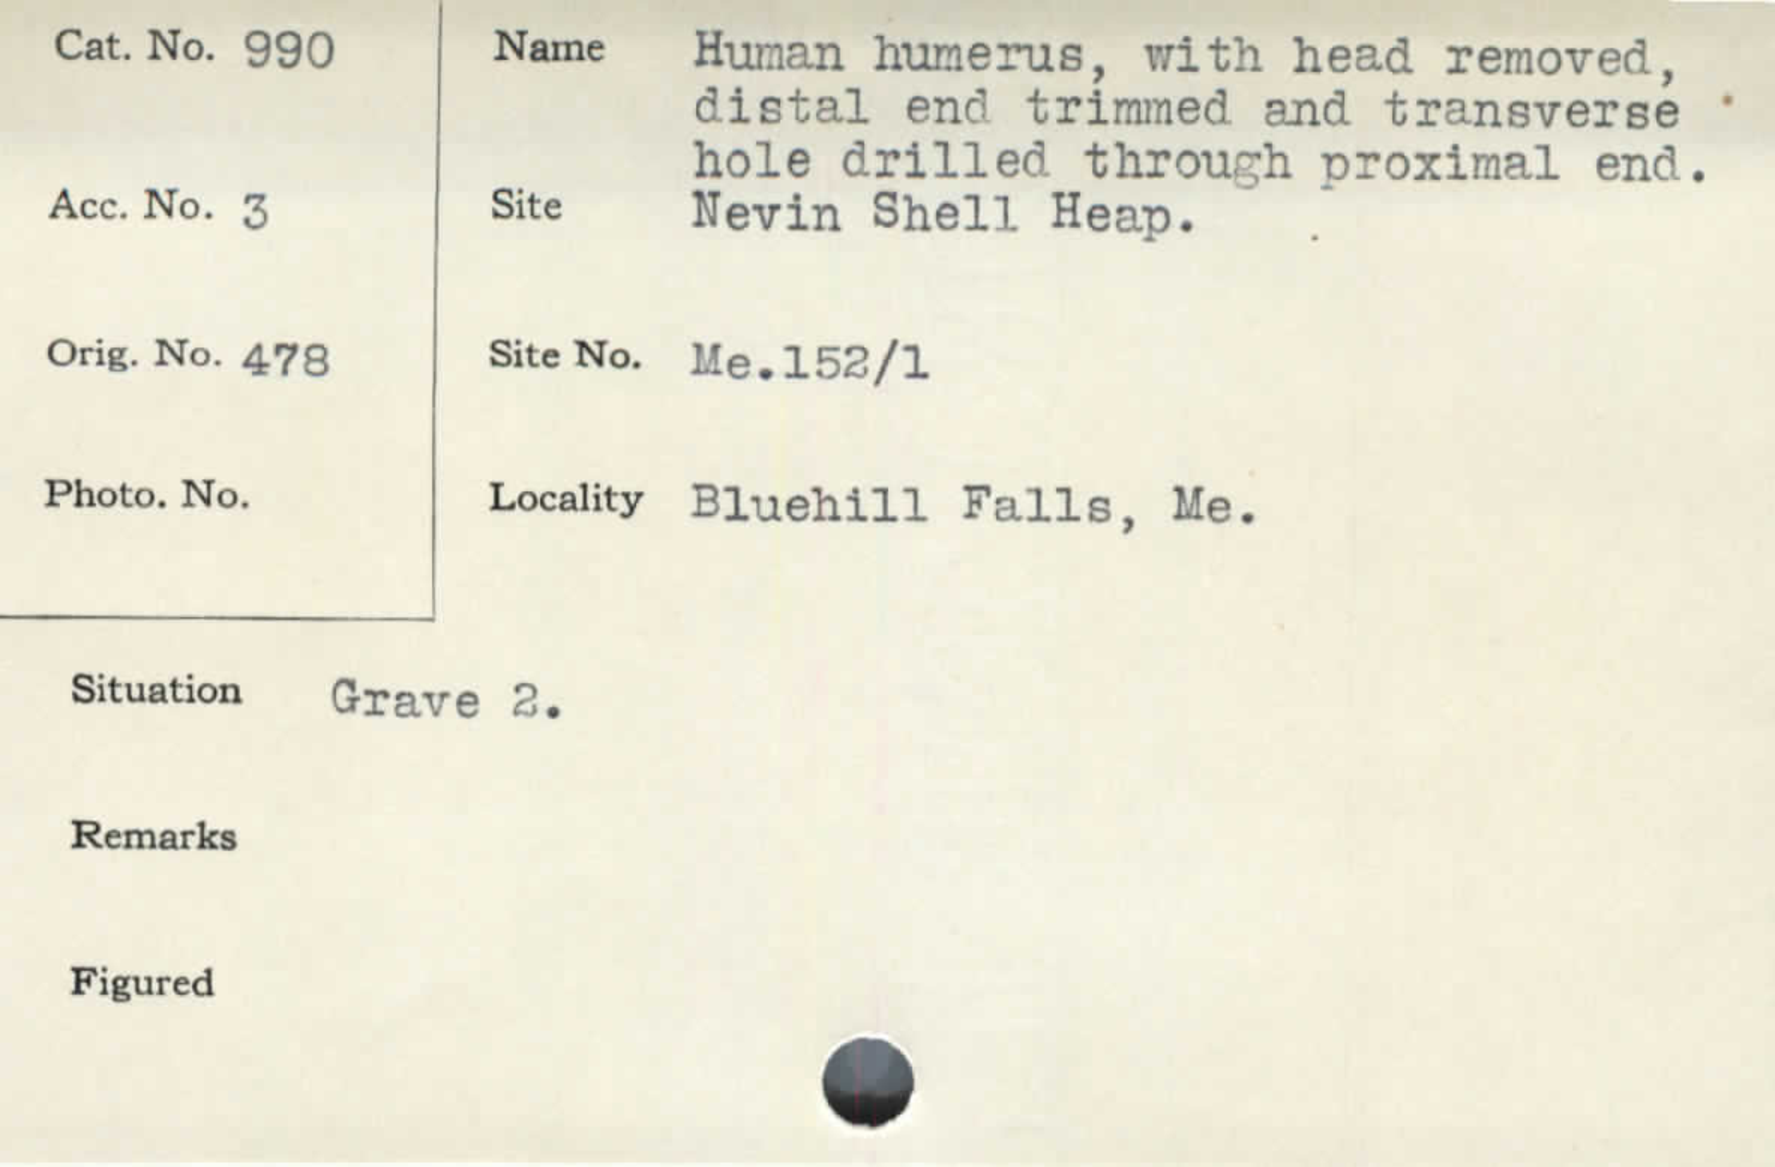 Cat. No. 990
Name Human humerus, with head removed,
distal end trimmed and transverse
hole drilled through proximal end.
Acc. No. 3
Site Nevin Shell Heap.
Orig. No. 478
Site No. Me.152/1
Photo. No.
Locality Bluehill Falls, Me.
Situation Grave 2.
Remarks
Figured